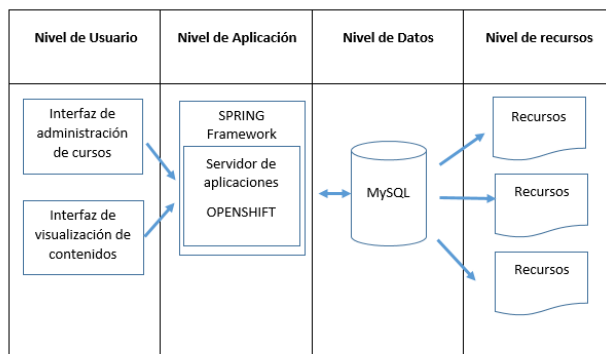 Nivel de Usuario
Nivel de Aplicación
Nivel de Datos
Nivel de recursos
Interfaz de
administración
de cursos
Interfaz de
visualización de
contenidos
SPRING
Framework
Servidor de
aplicaciones
OPENSHIFT
MySQL
Recursos
Recursos
Recursos